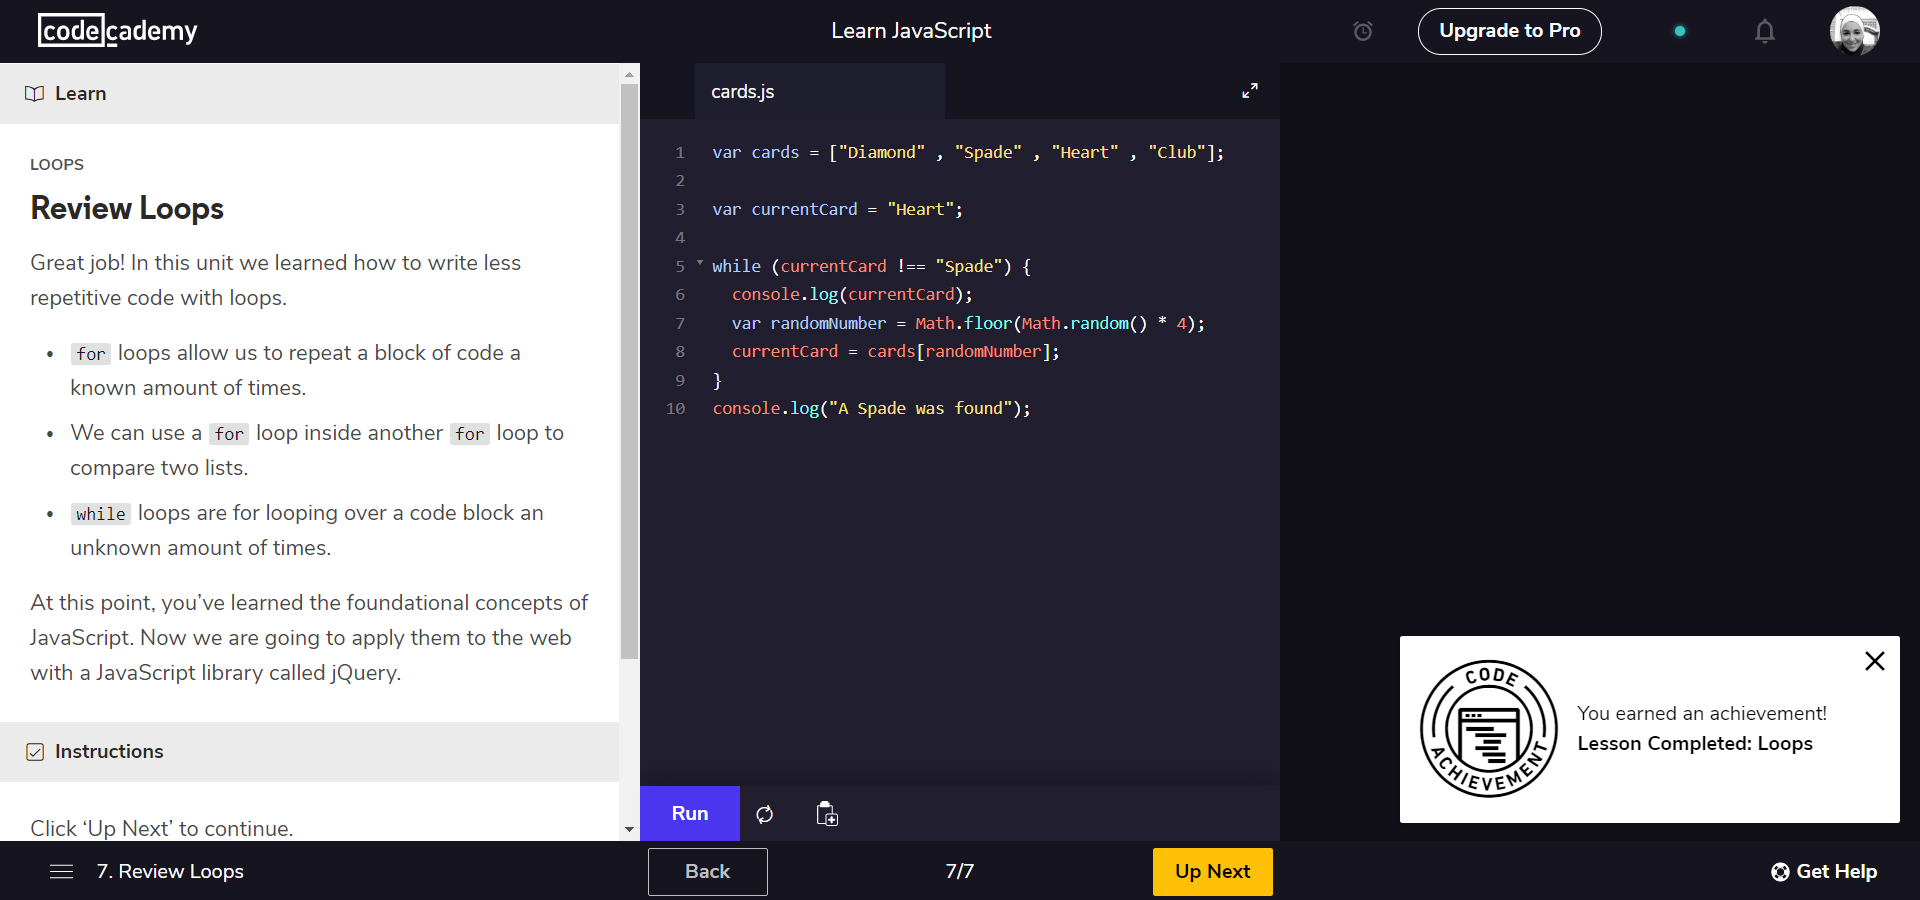 codecademy
Learn JavaScript
Upgrade to Pro
Learn
LOOPS
Review Loops
Great job! In this unit we learned how to write less
repetitive code with loops.
• for loops allow us to repeat a block of code a
known amount of times.
• We can use a for loop inside another for loop to
compare two lists.
• while loops are for looping over a code block an
unknown amount of times.
At this point, you’ve learned the foundational concepts of
JavaScript. Now we are going to apply them to the web
with a JavaScript library called jQuery.
Instructions
Click ‘Up Next’ to continue.
cards.js
1 var cards = ["Diamond" , "Spade" , "Heart" , "Club"];
2
3 var currentCard = "Heart";
4
5 while (currentCard !== "Spade") {
6   console.log(currentCard);
7   var randomNumber = Math.floor(Math.random() * 4);
8   currentCard = cards[randomNumber];
9 }
10 console.log("A Spade was found");
Run
CODE
ACHIEVEMENT
You earned an achievement!
Lesson Completed: Loops
7. Review Loops
Back
7/7
Up Next
Get Help